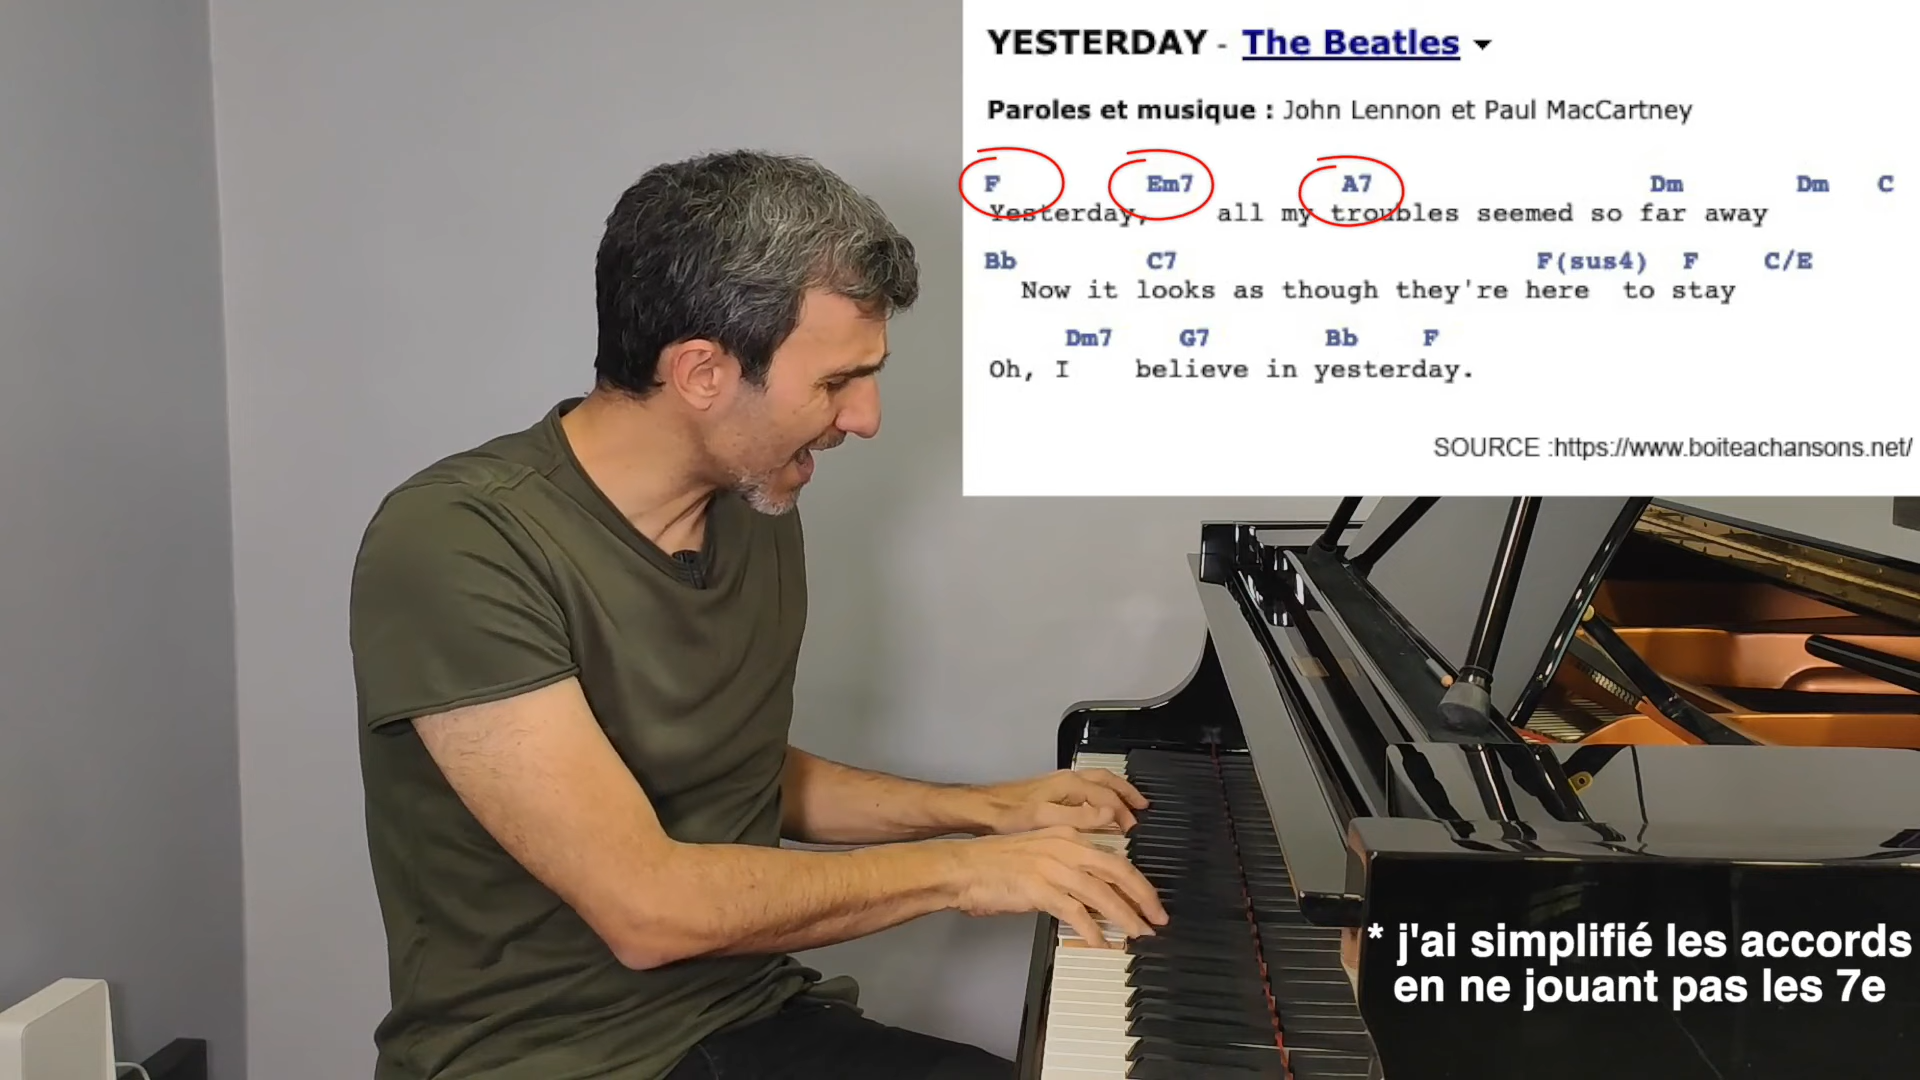 YESTERDAY - The Beatles
Paroles et musique : John Lennon et Paul MacCartney
F Em7 A7 Dm Dm C
Yesterday, all my troubles seemed so far away
Bb C7 F(sus4) F C/E
Now it looks as though they're here to stay
Dm7 G7 Bb F
Oh, I believe in yesterday.
SOURCE :https://www.boiteachansons.net/
* j'ai simplifié les accords
en ne jouant pas les 7e